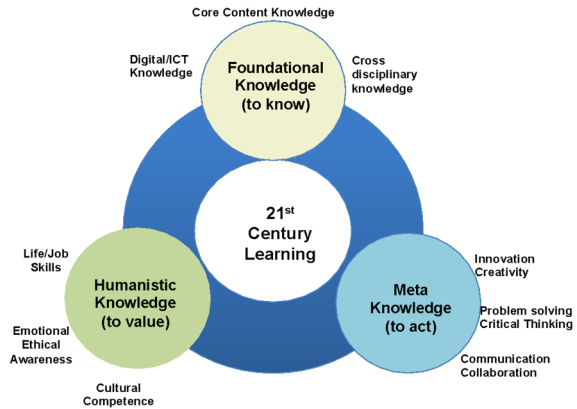 Core Content Knowledge
Digital/ICT
Knowledge
Foundational
Knowledge
(to know)
Cross
disciplinary
knowledge
21st
Century
Learning
Life/Job
Skills
Humanistic
Knowledge
(to value)
Emotional
Ethical
Awareness
Cultural
Competence
Meta
Knowledge
(to act)
Innovation
Creativity
Problem solving
Critical Thinking
Communication
Collaboration